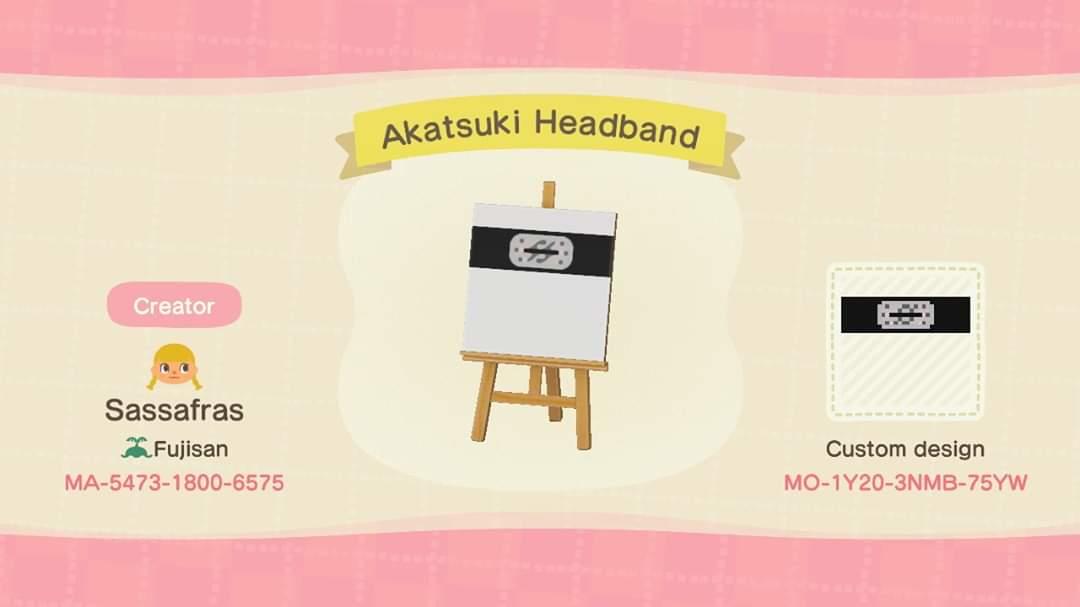 Akatsuki Headband
Creator
Sassafras
Fujisan
MA-5473-1800-6575
Custom design
MO-1Y20-3NMB-75YW